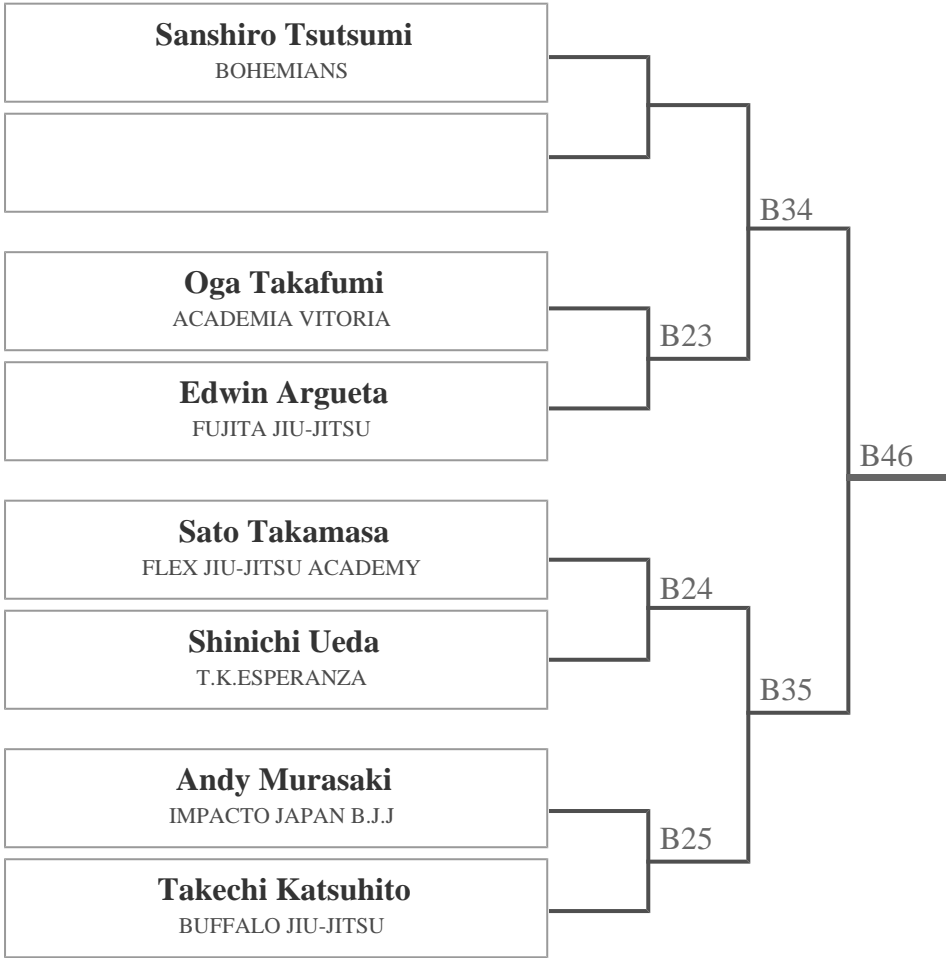 Sanshiro Tsutsumi
BOHEMIANS
B34
Oga Takafumi
ACADEMIA VITORIA
B23
Edwin Argueta
FUJITA JIU-JITSU
B46
Sato Takamasa
FLEX JIU-JITSU ACADEMY
B24
Shinichi Ueda
T.K.ESPERANZA
B35
Andy Murasaki
IMPACTO JAPAN B.J.J
B25
Takechi Katsuhito
BUFFALO JIU-JITSU